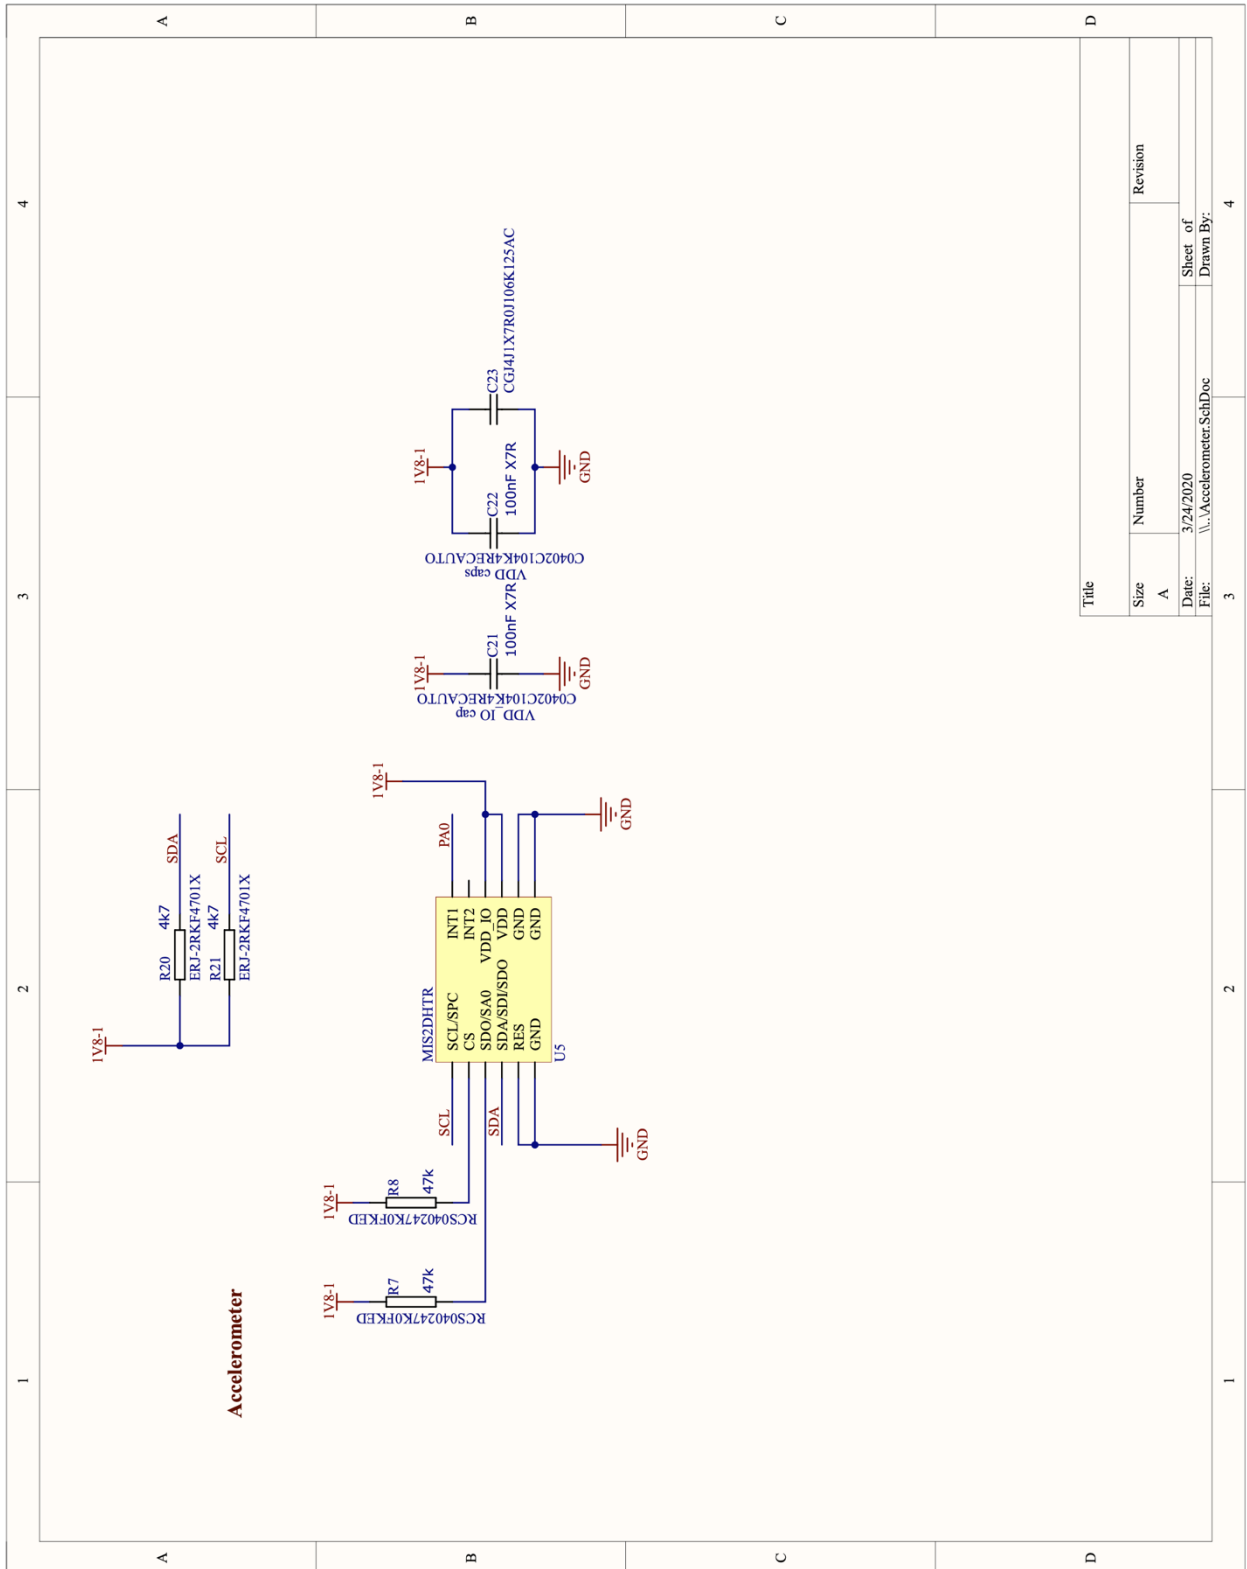 1
2
3
4
A
A
B
B
C
C
D
D
Accelerometer
1V8-1
R20
4k7
ERJ-2RKF4701X
SDA
R21
4k7
ERJ-2RKF4701X
SCL
1V8-1
R7
47k
RCS040247K0FKED
1V8-1
R8
47k
RCS040247K0FKED
MIS2DHTR
SCL
SCL/SPC
INT1
PA0
CS
INT2
SDO/SA0
VDD_IO
SDA
SDA/SDI/SDO
VDD
RES
GND
GND
GND
U5
1V8-1
GND
GND
1V8-1
C21
100nF X7R
C0402C104K4RECAUTO
VDD_IO cap
GND
1V8-1
C22
100nF X7R
C0402C104K4RECAUTO
VDD caps
C23
CGJ4J1X7R0J106K125AC
GND
Title
Size
Number
Revision
A
Date:
3/24/2020
Sheet of
File:
\\...\Accelerometer.SchDoc
Drawn By:
1
2
3
4